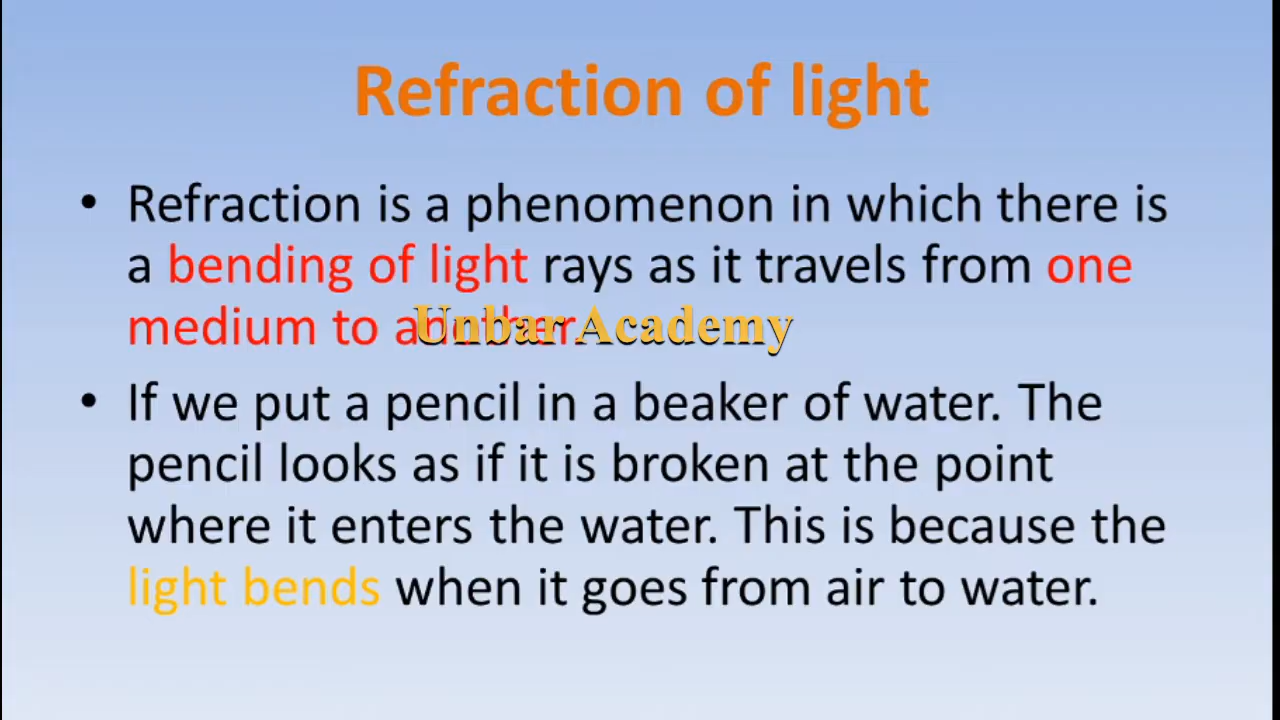 Refraction of light
• Refraction is a phenomenon in which there is
a bending of light rays as it travels from one
medium to another.
Unbar Academy
• If we put a pencil in a beaker of water. The
pencil looks as if it is broken at the point
where it enters the water. This is because the
light bends when it goes from air to water.